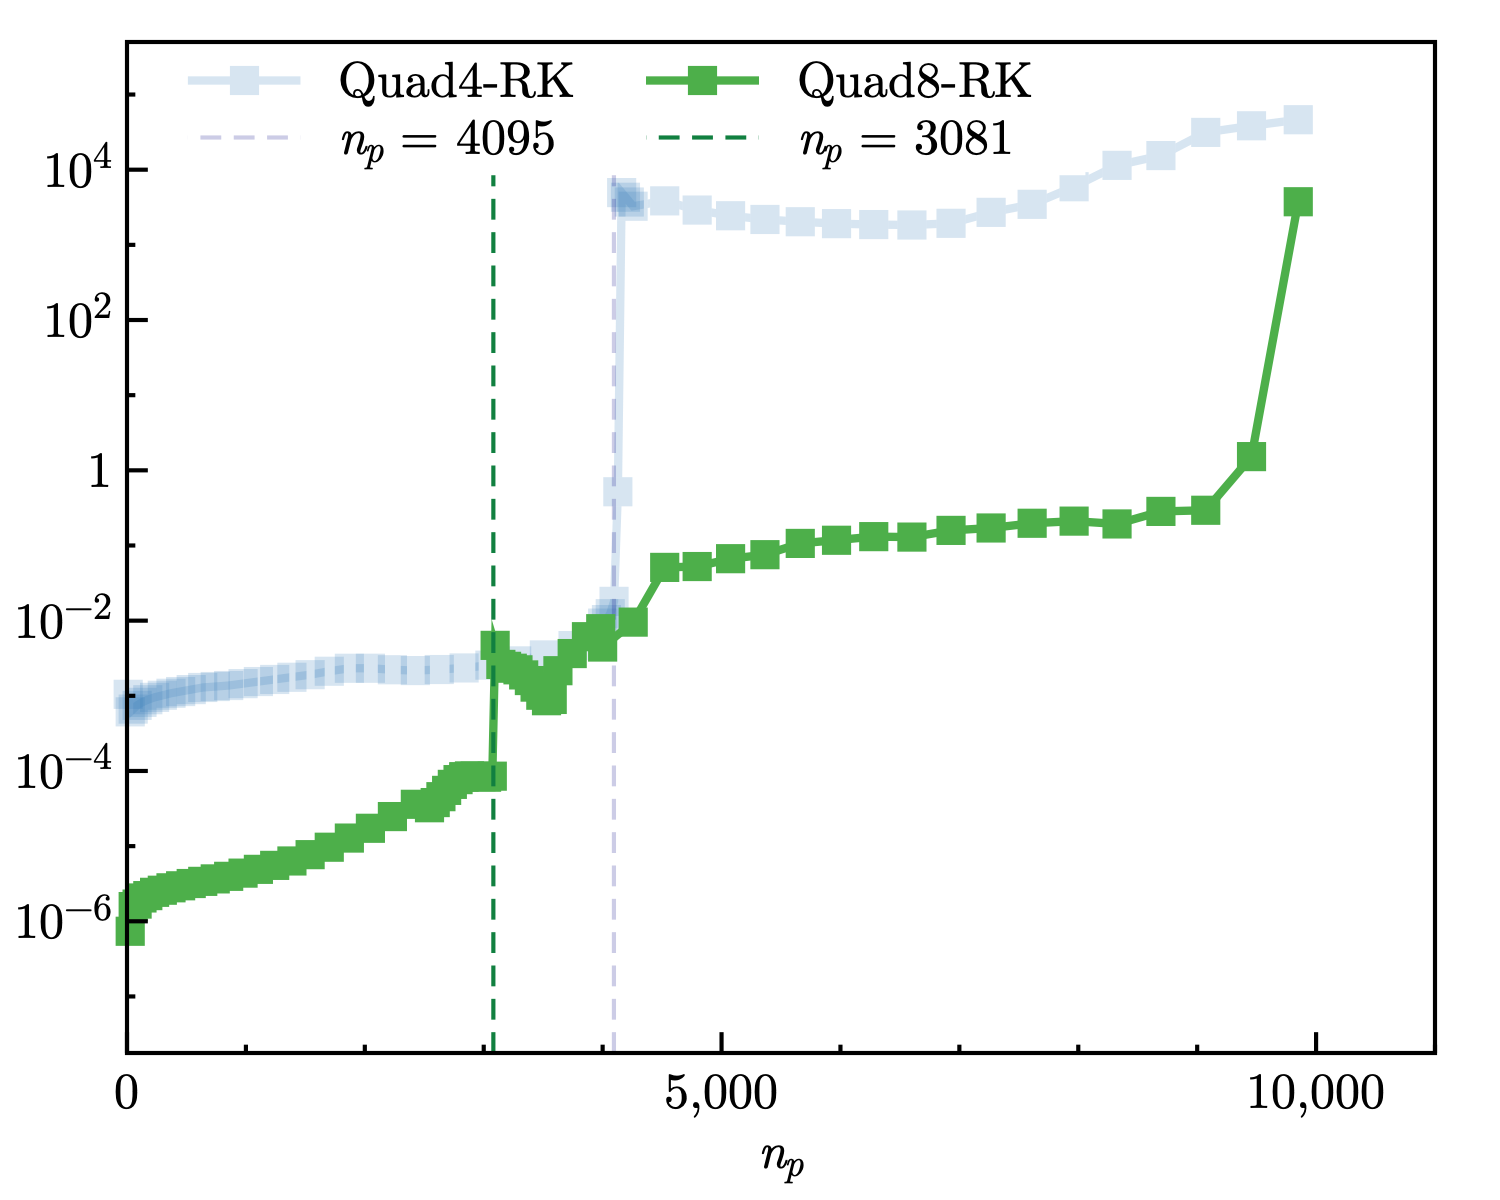 Quad4-RK Quad8-RK
n_p = 4095 n_p = 3081
10^4
10^2
1
10^−2
10^−4
10^−6
0 5,000 10,000
n_p